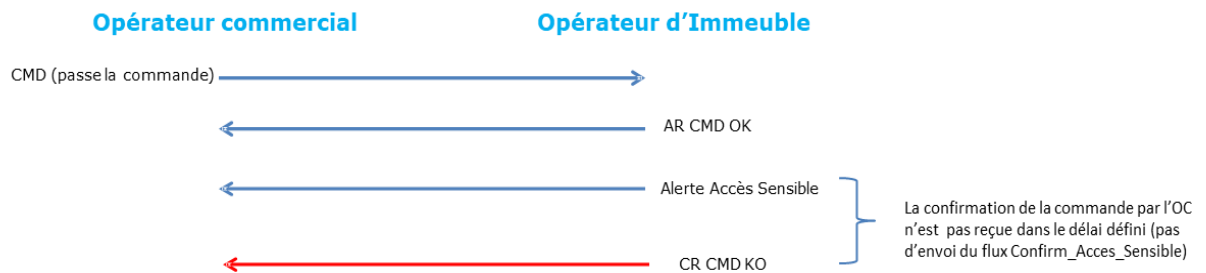 Opérateur commercial
Opérateur d’Immeuble
CMD (passe la commande)
AR CMD OK
Alerte Accès Sensible
La confirmation de la commande par l’OC
n’est pas reçue dans le délai défini (pas
d’envoi du flux Confirm_Acces_Sensible)
CR CMD KO